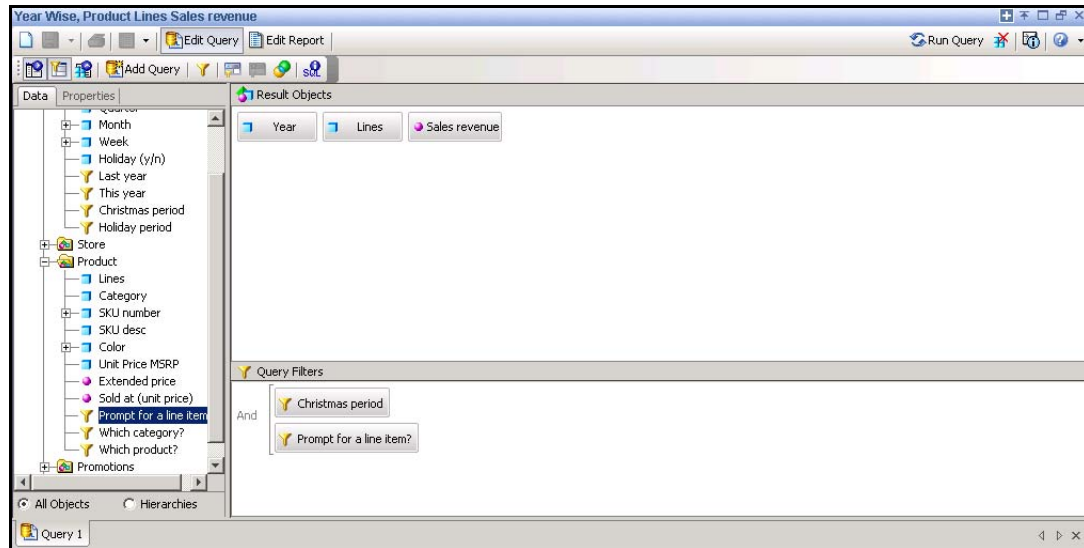 Year Wise, Product Lines Sales revenue
Edit Query Edit Report Run Query
Add Query SQL
Data Properties Result Objects
Quarter
Month
Week
Holiday (y/n)
Last year
This year
Christmas period
Holiday period
Store
Product
Lines
Category
SKU number
SKU desc
Color
Unit Price MSRP
Extended price
Sold at (unit price)
Prompt for a line item
Which category?
Which product?
Promotions
All Objects Hierarchies
Year Lines Sales revenue
Query Filters
And
Christmas period
Prompt for a line item?
Query 1